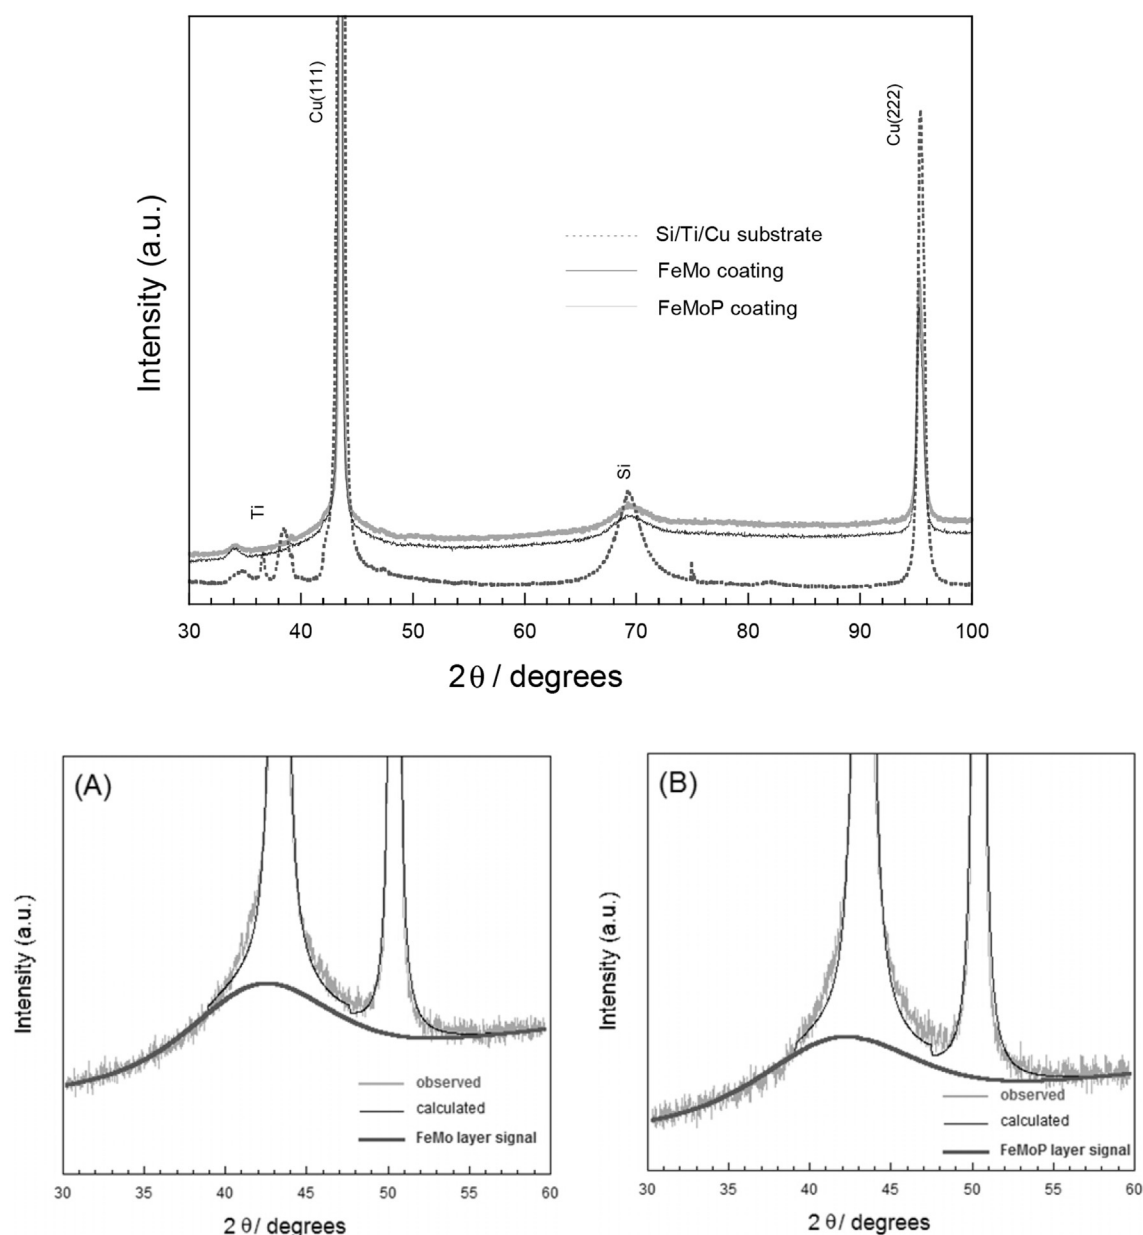 Cu(111)
Cu(222)
Intensity (a.u.)
Si/Ti/Cu substrate
FeMo coating
FeMoP coating
Ti
Si
30 40 50 60 70 80 90 100
2θ / degrees
(A)
Intensity (a.u.)
observed
calculated
FeMo layer signal
30 35 40 45 50 55 60
2 θ/ degrees
(B)
Intensity (a.u.)
observed
calculated
FeMoP layer signal
30 35 40 45 50 55 60
2 θ/ degrees